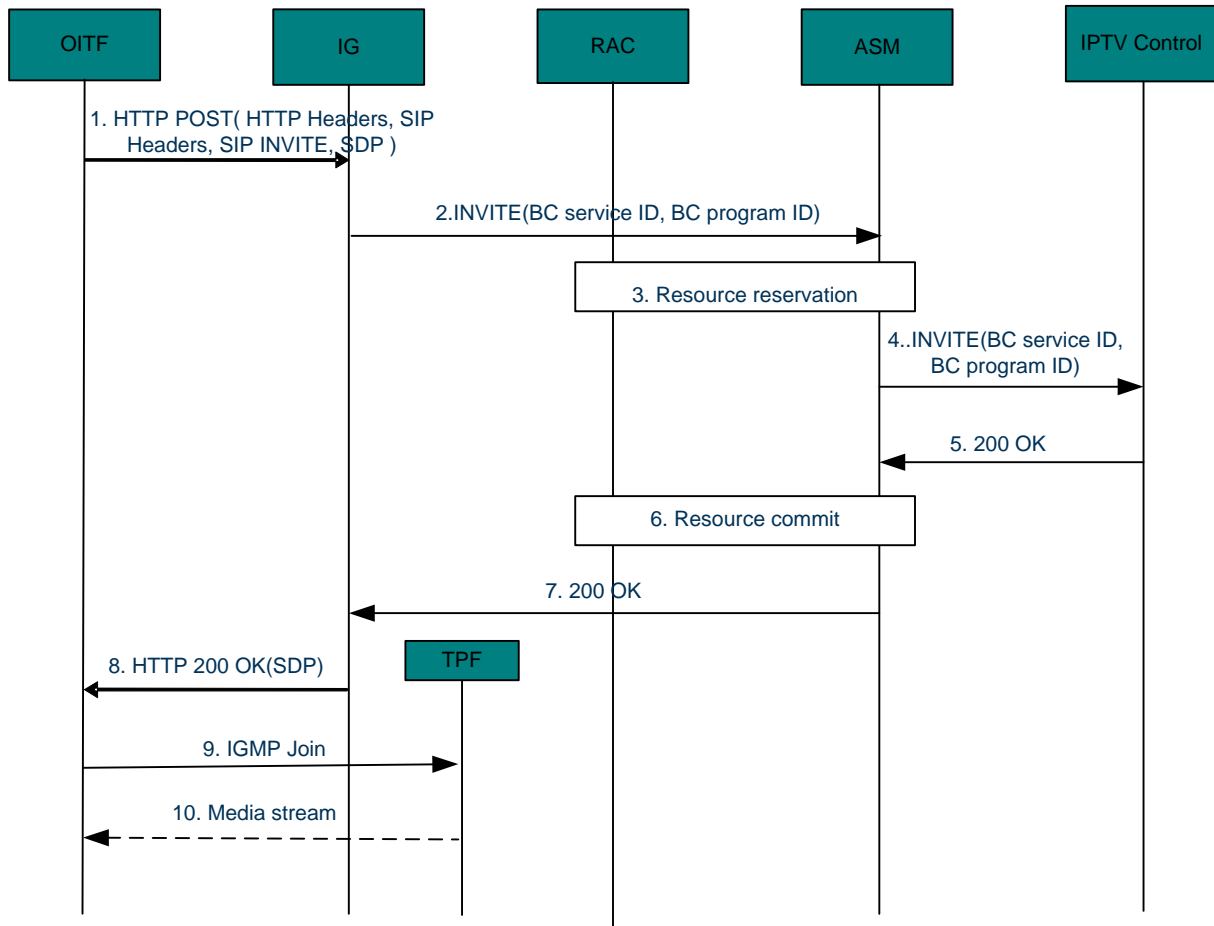 OITF
IG
RAC
ASM
IPTV Control
1. HTTP POST( HTTP Headers, SIP
Headers, SIP INVITE, SDP )
2.INVITE(BC service ID, BC program ID)
3. Resource reservation
4..INVITE(BC service ID,
BC program ID)
5. 200 OK
6. Resource commit
7. 200 OK
TPF
8. HTTP 200 OK(SDP)
9. IGMP Join
10. Media stream